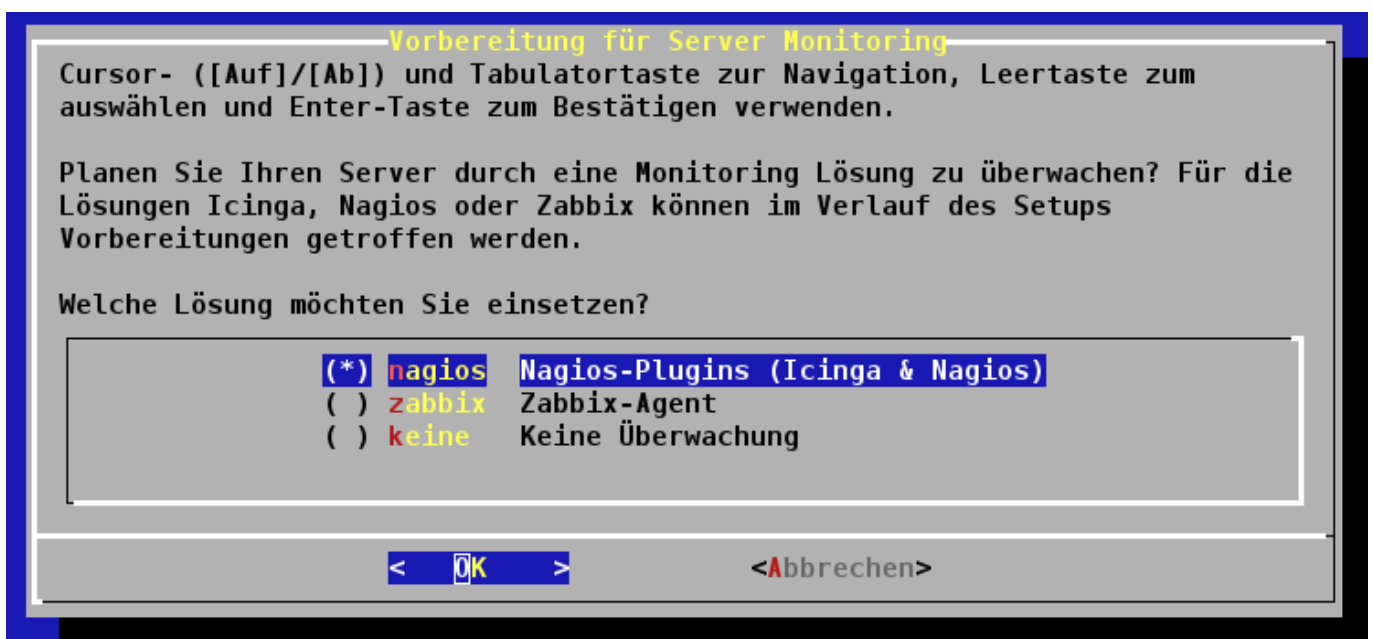 Vorbereitung für Server Monitoring
Cursor- ([Auf]/[Ab]) und Tabulatortaste zur Navigation, Leertaste zum
auswählen und Enter-Taste zum Bestätigen verwenden.
Planen Sie Ihren Server durch eine Monitoring Lösung zu überwachen? Für die
Lösungen Icinga, Nagios oder Zabbix können im Verlauf des Setups
Vorbereitungen getroffen werden.
Welche Lösung möchten Sie einsetzen?
(*) nagios Nagios-Plugins (Icinga & Nagios)
( ) zabbix Zabbix-Agent
( ) keine Keine Überwachung
< OK > <Abbrechen>